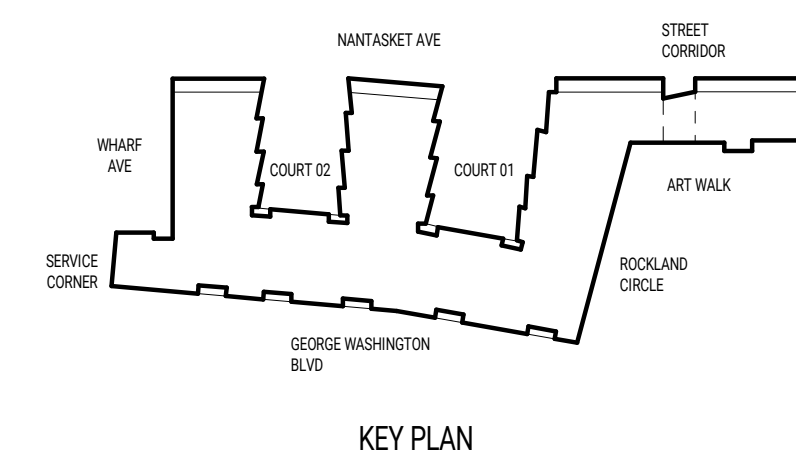 STREET
CORRIDOR
NANTASKET AVE
WHARF
AVE
COURT 02
COURT 01
ART WALK
SERVICE
CORNER
ROCKLAND
CIRCLE
GEORGE WASHINGTON
BLVD
KEY PLAN